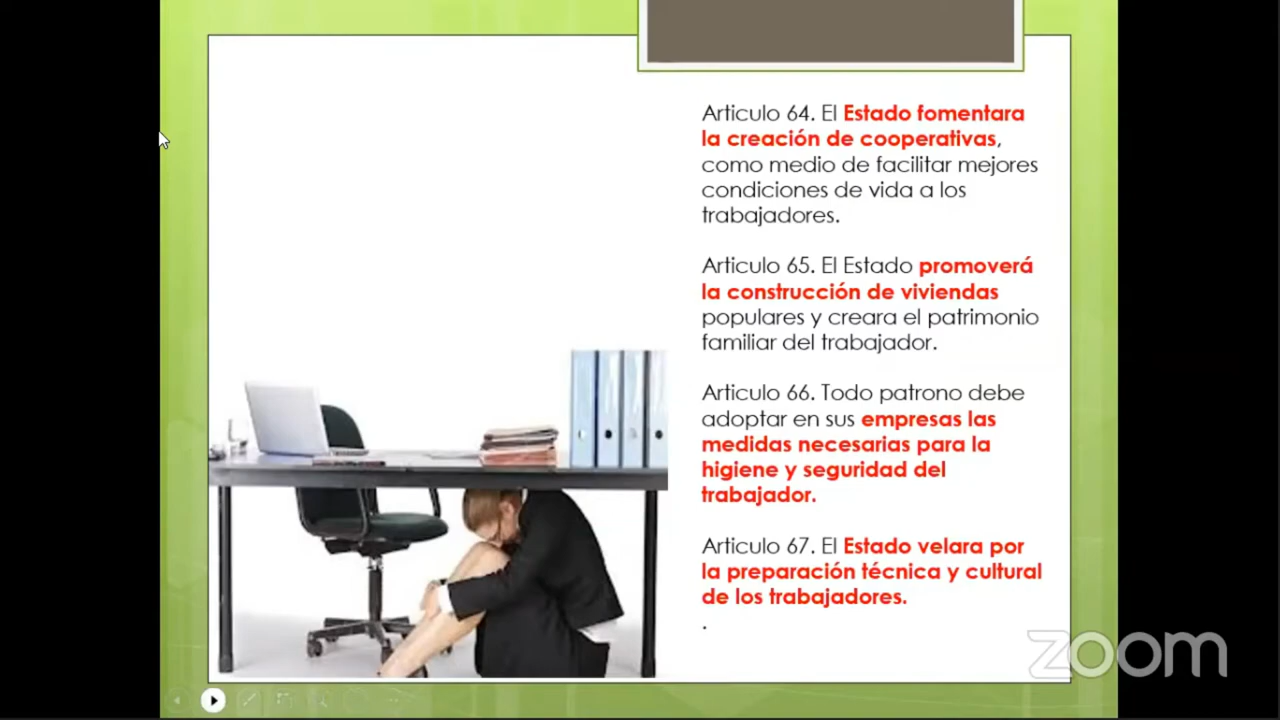 Articulo 64. El Estado fomentara
la creación de cooperativas,
como medio de facilitar mejores
condiciones de vida a los
trabajadores.
Articulo 65. El Estado promoverá
la construcción de viviendas
populares y creara el patrimonio
familiar del trabajador.
Articulo 66. Todo patrono debe
adoptar en sus empresas las
medidas necesarias para la
higiene y seguridad del
trabajador.
Articulo 67. El Estado velara por
la preparación técnica y cultural
de los trabajadores.
.
zoom